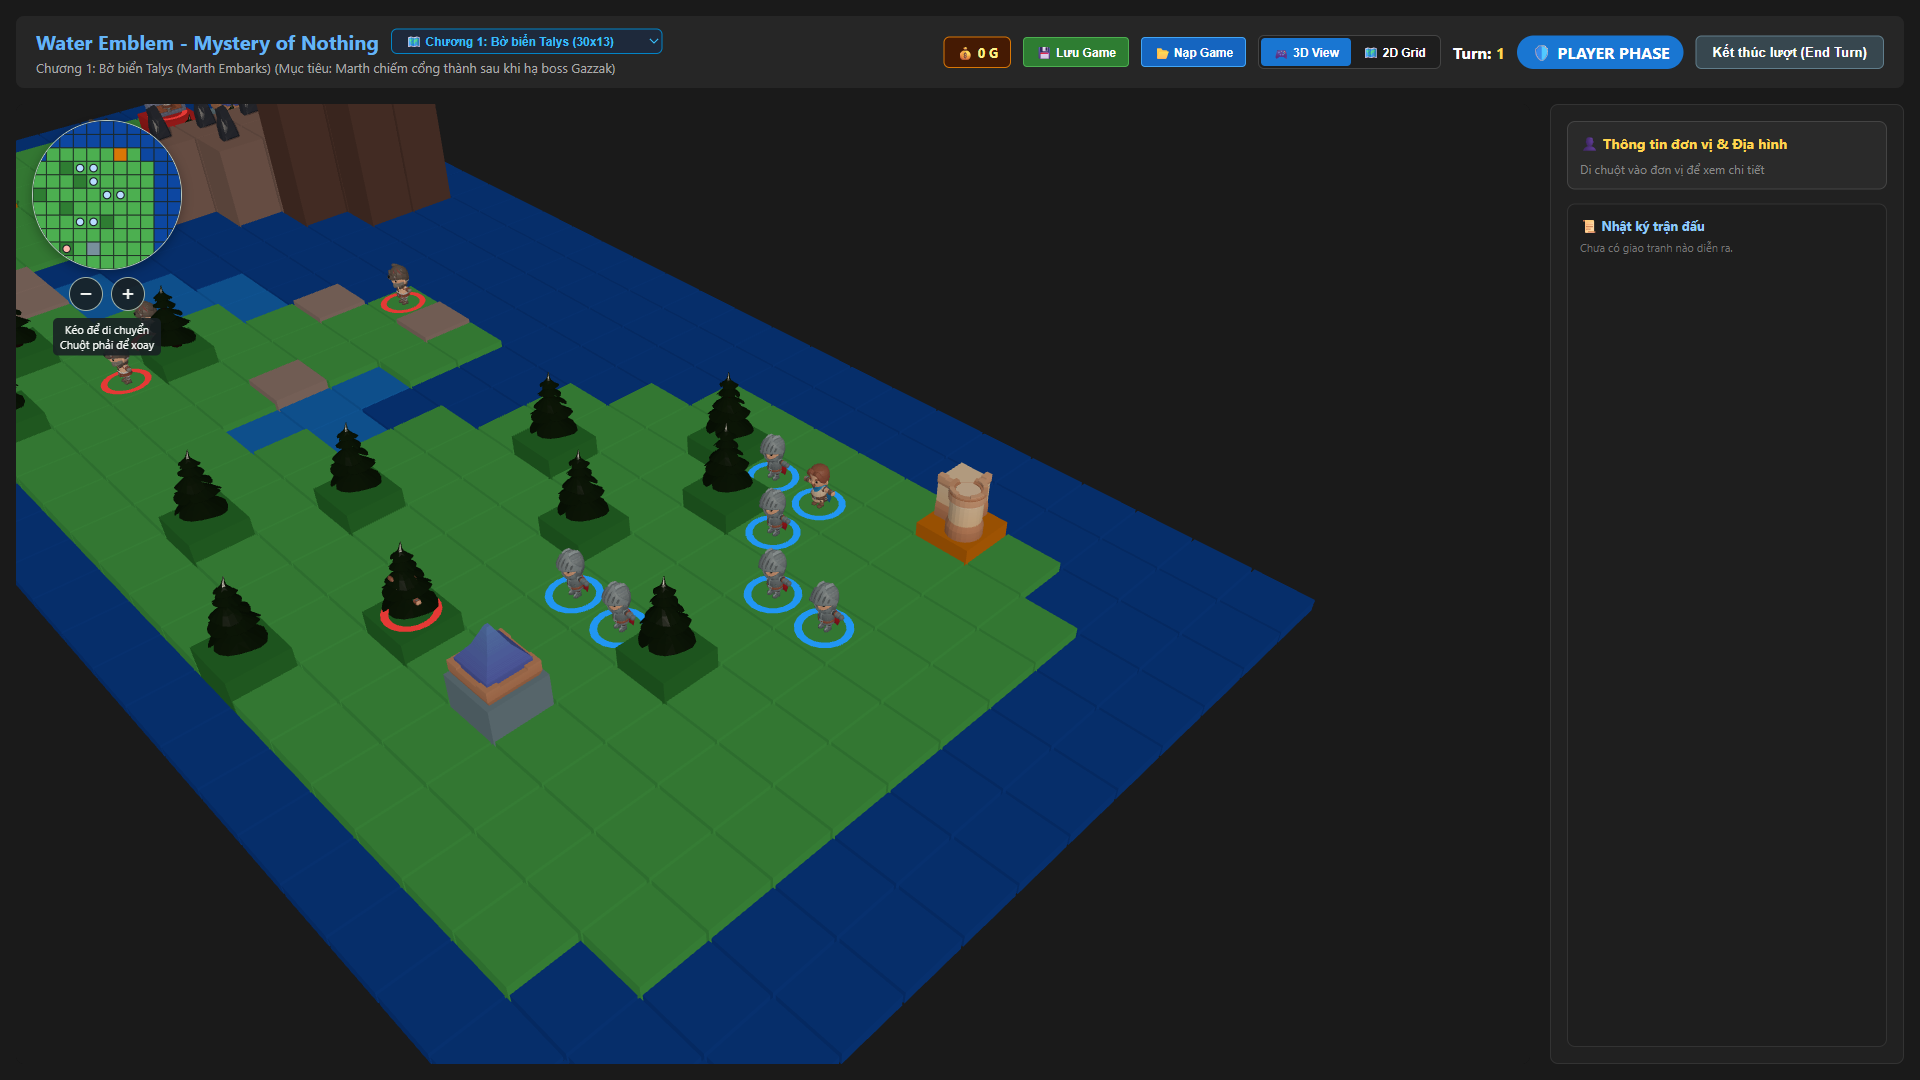 Water Emblem - Mystery of Nothing
Chương 1: Bờ biển Talys (30x13)
Chương 1: Bờ biển Talys (Marth Embarks) (Mục tiêu: Marth chiếm cổng thành sau khi hạ boss Gazzak)
0 G
Lưu Game
Nạp Game
3D View
2D Grid
Turn: 1
PLAYER PHASE
Kết thúc lượt (End Turn)
− +
Kéo để di chuyển
Chuột phải để xoay
Thông tin đơn vị & Địa hình
Di chuột vào đơn vị để xem chi tiết
Nhật ký trận đấu
Chưa có giao tranh nào diễn ra.